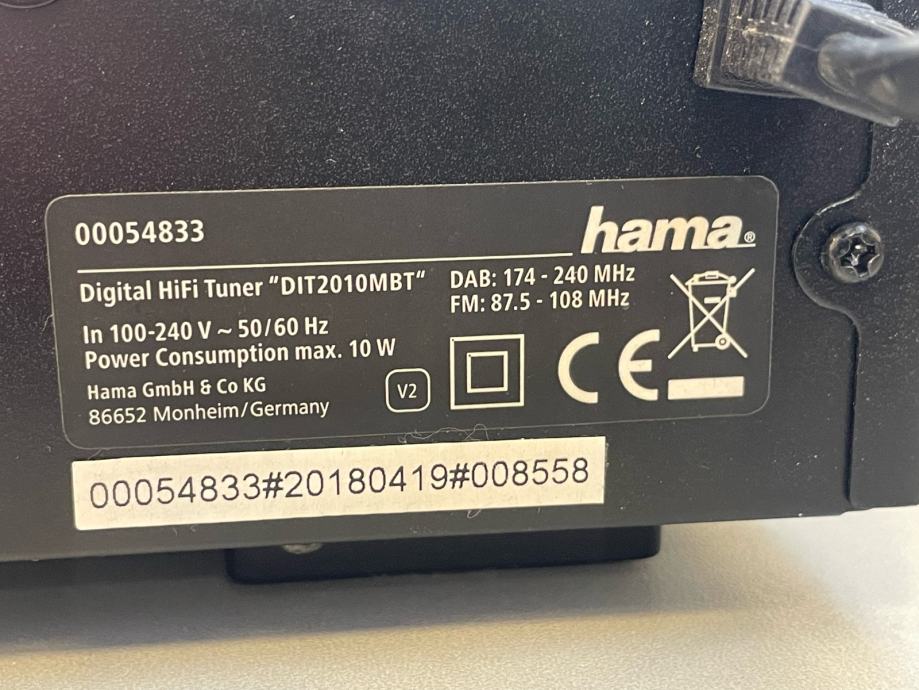 00054833
hama®
Digital HiFi Tuner "DIT2010MBT"
DAB: 174 - 240 MHz
FM: 87.5 - 108 MHz
In 100-240 V ~ 50/60 Hz
Power Consumption max. 10 W
Hama GmbH & Co KG
86652 Monheim/Germany
V2
CE
00054833#20180419#008558